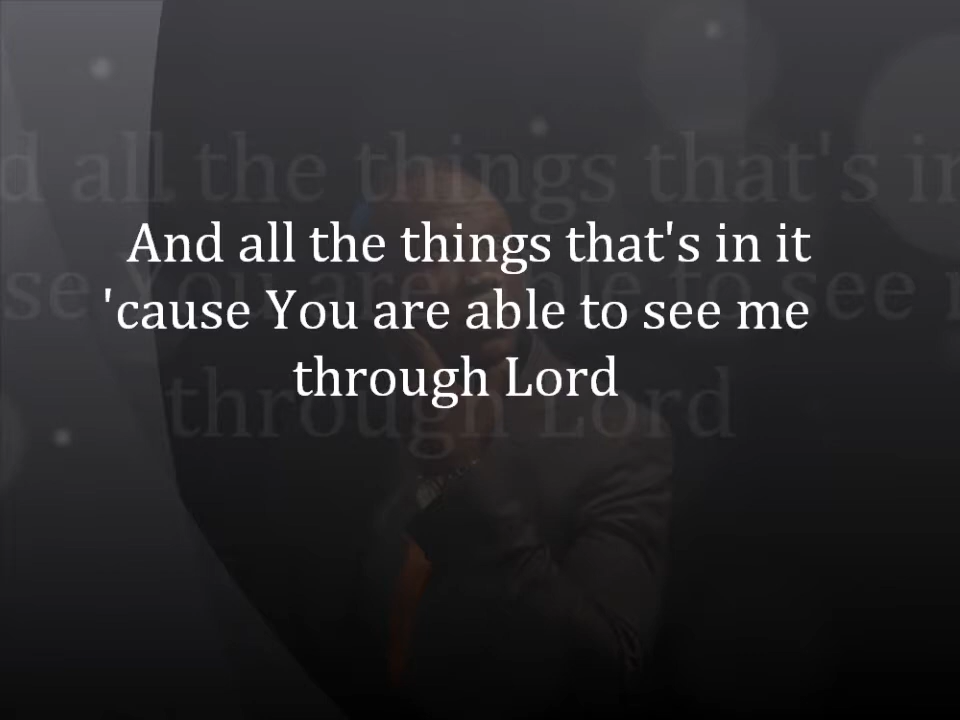 And all the things that's in it
'cause You are able to see me
through Lord